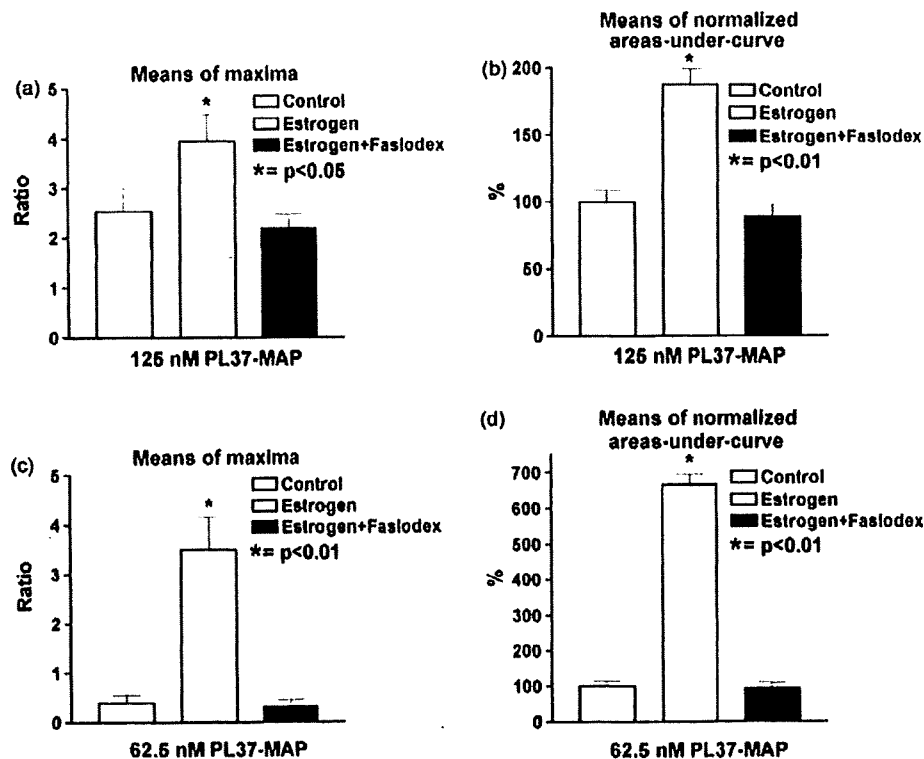 (a)
Means of maxima
5
4
3
2
1
0
Ratio
*
Control
Estrogen
Estrogen+Faslodex
*= p<0.05
125 nM PL37-MAP
(b)
Means of normalized
areas-under-curve
200
150
100
50
0
%
*
Control
Estrogen
Estrogen+Faslodex
*= p<0.01
125 nM PL37-MAP
(c)
Means of maxima
5
4
3
2
1
0
Ratio
*
Control
Estrogen
Estrogen+Faslodex
*= p<0.01
62.5 nM PL37-MAP
(d)
Means of normalized
areas-under-curve
700
600
500
400
300
200
100
0
%
*
Control
Estrogen
Estrogen+Faslodex
*= p<0.01
62.5 nM PL37-MAP